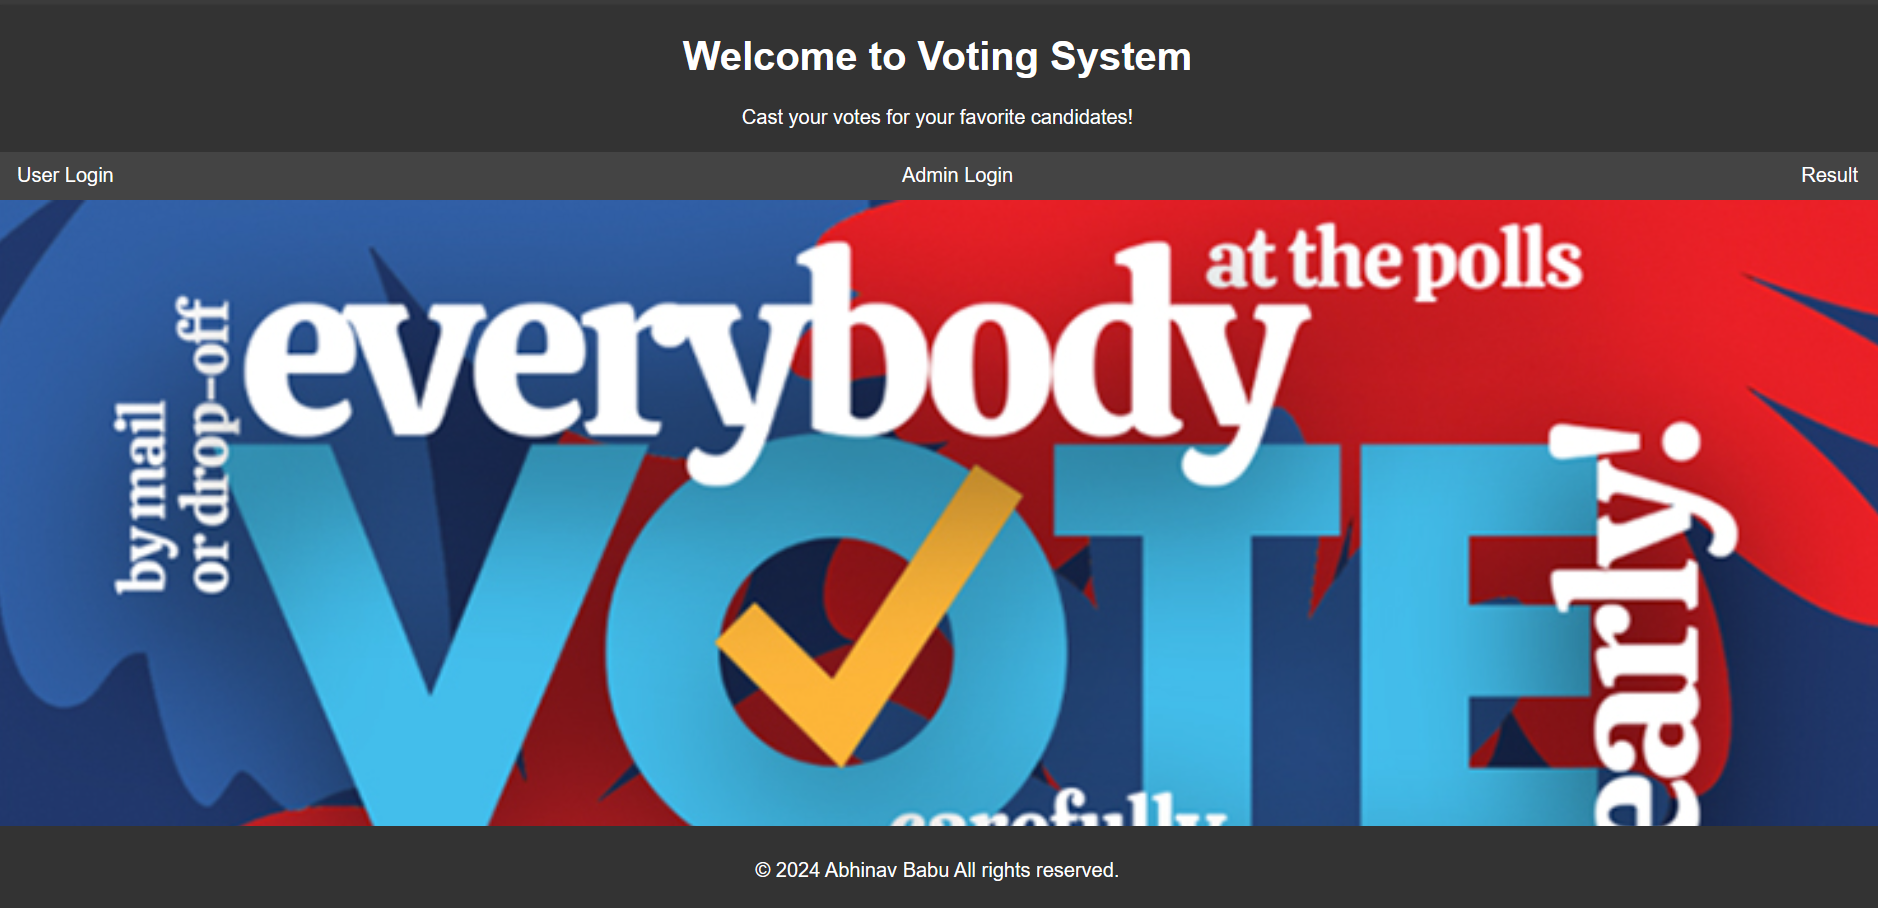 Welcome to Voting System
Cast your votes for your favorite candidates!
User Login
Admin Login
Result
at the polls
everybody
by mail
or drop-off
VOTE
early!
carefully
© 2024 Abhinav Babu All rights reserved.